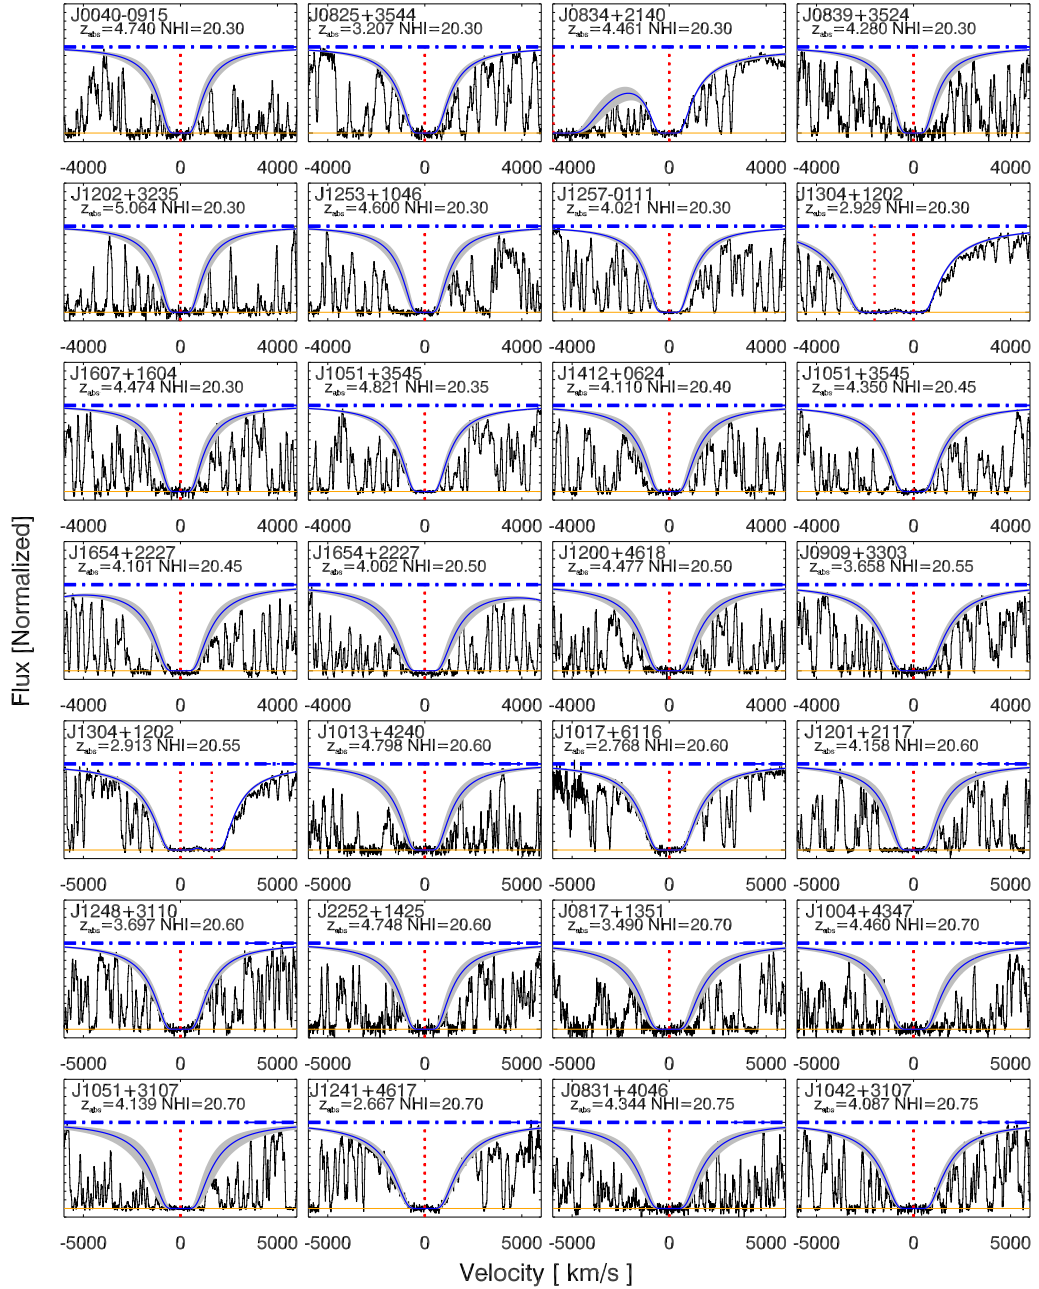 J0040-0915 J0825+3544 J0834+2140 J0839+3524
z_abs=4.740 NHI=20.30 z_abs=3.207 NHI=20.30 z_abs=4.461 NHI=20.30 z_abs=4.280 NHI=20.30
-4000 0 4000 -4000 0 4000 -4000 0 4000 -4000 0 4000
J1202+3235 J1253+1046 J1257-0111 J1304+1202
z_abs=5.064 NHI=20.30 z_abs=4.600 NHI=20.30 z_abs=4.021 NHI=20.30 z_abs=2.929 NHI=20.30
-4000 0 4000 -4000 0 4000 -4000 0 4000 -4000 0 4000
J1607+1604 J1051+3545 J1412+0624 J1051+3545
z_abs=4.474 NHI=20.30 z_abs=4.821 NHI=20.35 z_abs=4.110 NHI=20.40 z_abs=4.350 NHI=20.45
-4000 0 4000 -4000 0 4000 -4000 0 4000 -4000 0 4000
Flux [Normalized]
J1654+2227 J1654+2227 J1200+4618 J0909+3303
z_abs=4.101 NHI=20.45 z_abs=4.002 NHI=20.50 z_abs=4.477 NHI=20.50 z_abs=3.658 NHI=20.55
-4000 0 4000 -4000 0 4000 -4000 0 4000 -4000 0 4000
J1304+1202 J1013+4240 J1017+6116 J1201+2117
z_abs=2.913 NHI=20.55 z_abs=4.798 NHI=20.60 z_abs=2.768 NHI=20.60 z_abs=4.158 NHI=20.60
-5000 0 5000 -5000 0 5000 -5000 0 5000 -5000 0 5000
J1248+3110 J2252+1425 J0817+1351 J1004+4347
z_abs=3.697 NHI=20.60 z_abs=4.748 NHI=20.60 z_abs=3.490 NHI=20.70 z_abs=4.460 NHI=20.70
-5000 0 5000 -5000 0 5000 -5000 0 5000 -5000 0 5000
J1051+3107 J1241+4617 J0831+4046 J1042+3107
z_abs=4.139 NHI=20.70 z_abs=2.667 NHI=20.70 z_abs=4.344 NHI=20.75 z_abs=4.087 NHI=20.75
-5000 0 5000 -5000 0 5000 -5000 0 5000 -5000 0 5000
Velocity [ km/s ]